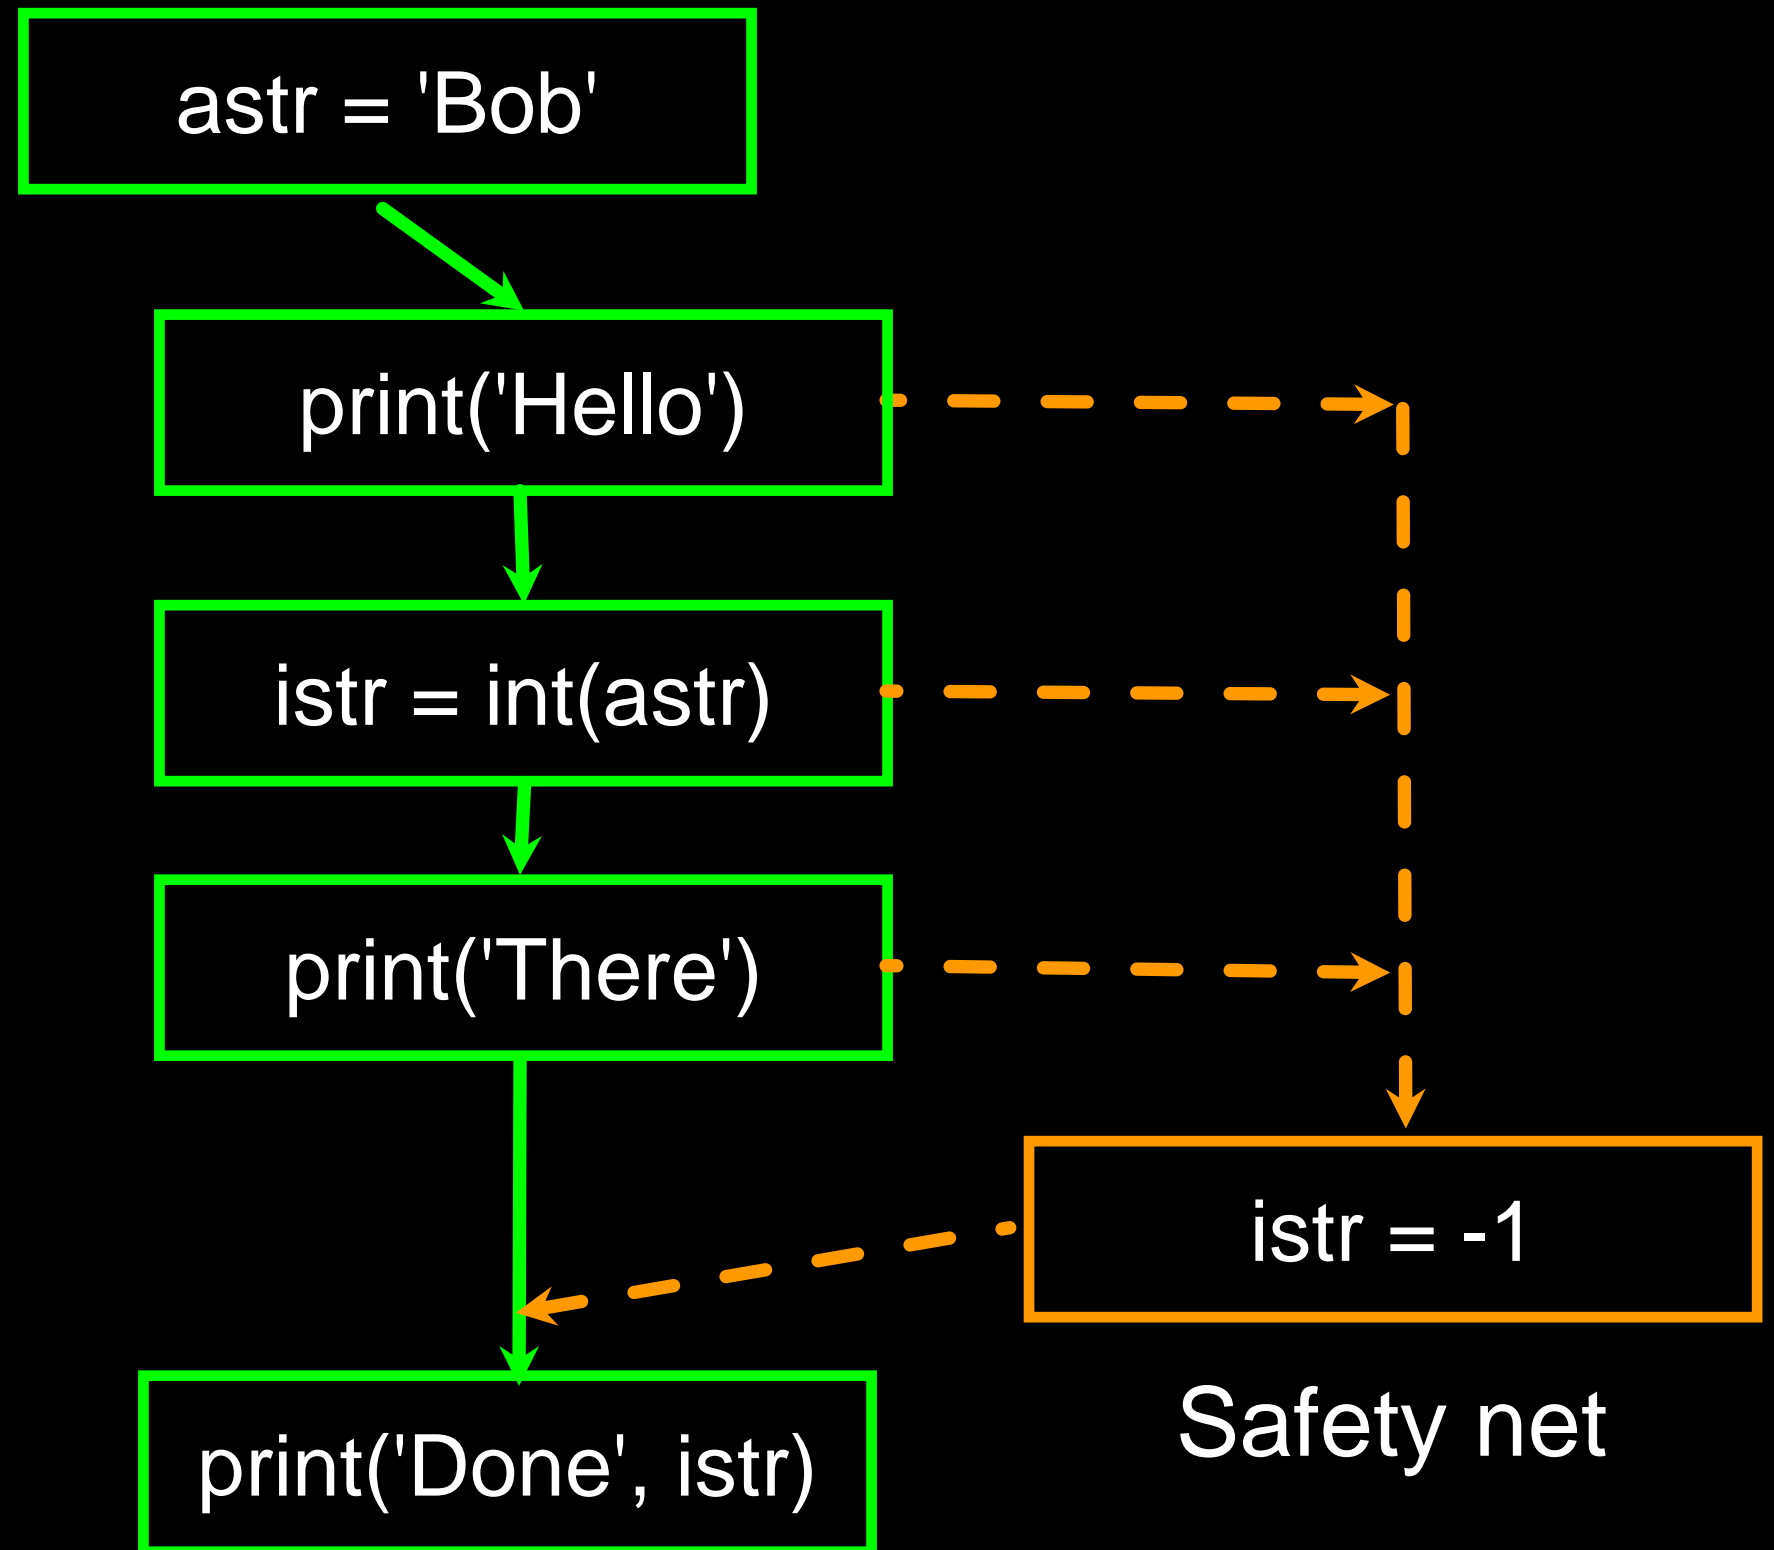 astr = 'Bob'
print('Hello')
istr = int(astr)
print('There')
istr = -1
Safety net
print('Done', istr)